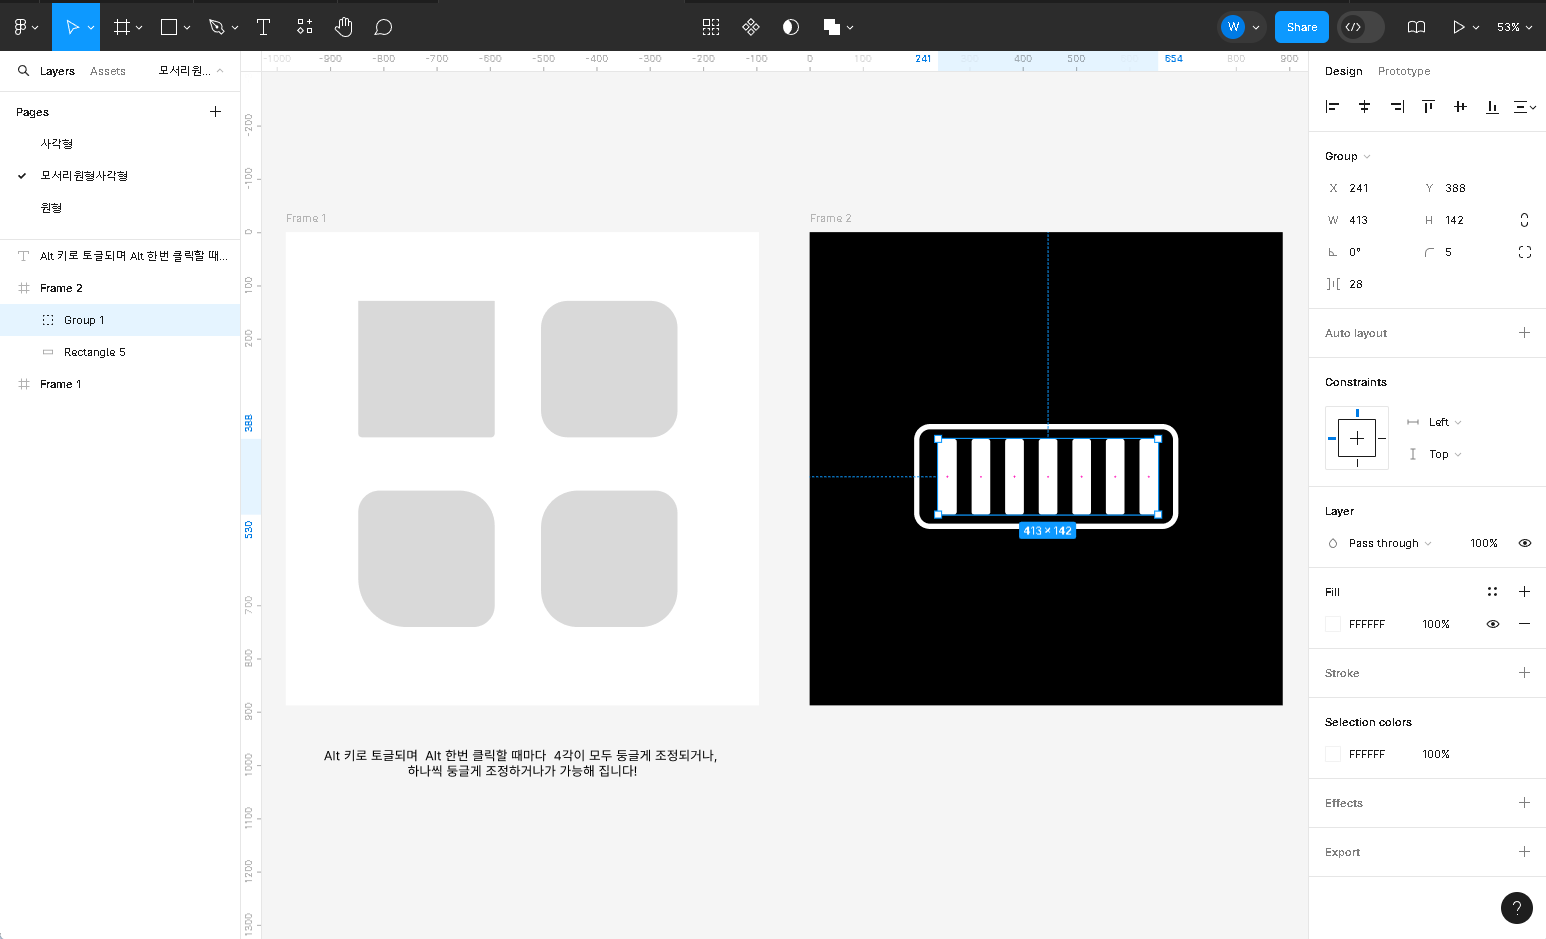 W
Share
53%
Layers
Assets
모서리원...
Pages
사각형
모서리원형사각형
원형
Alt 키로 토글되며 Alt 한번 클릭할 때...
Frame 2
Group 1
Rectangle 5
Frame 1
-1000 -900 -800 -700 -600 -500 -400 -300 -200 -100 0 100 241 400 500 654 800 900
-200
-100
0
100
200
388
530
700
800
900
1000
1100
1200
1300
Frame 1
Frame 2
413 × 142
Alt 키로 토글되며 Alt 한번 클릭할 때마다 4각이 모두 둥글게 조정되거나,
하나씩 둥글게 조정하거나가 가능해 집니다!
Design
Prototype
Group
X 241
Y 388
W 413
H 142
0°
5
28
Auto layout
Constraints
Left
Top
Layer
Pass through
100%
Fill
FFFFFF
100%
Stroke
Selection colors
FFFFFF
100%
Effects
Export
?